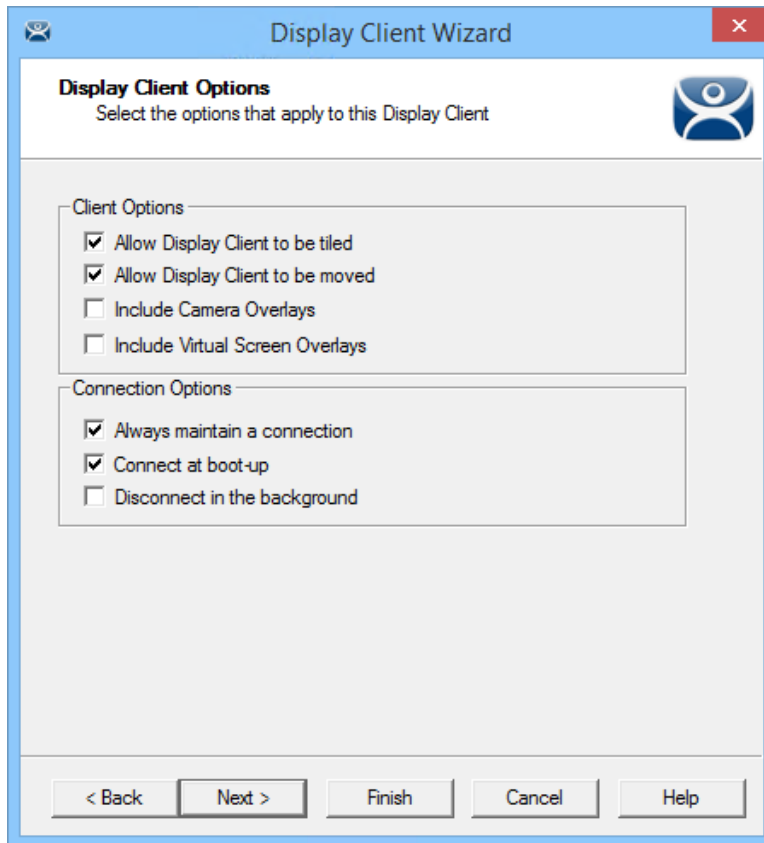 Display Client Wizard
Display Client Options
Select the options that apply to this Display Client
Client Options
Allow Display Client to be tiled
Allow Display Client to be moved
Include Camera Overlays
Include Virtual Screen Overlays
Connection Options
Always maintain a connection
Connect at boot-up
Disconnect in the background
< Back Next > Finish Cancel Help